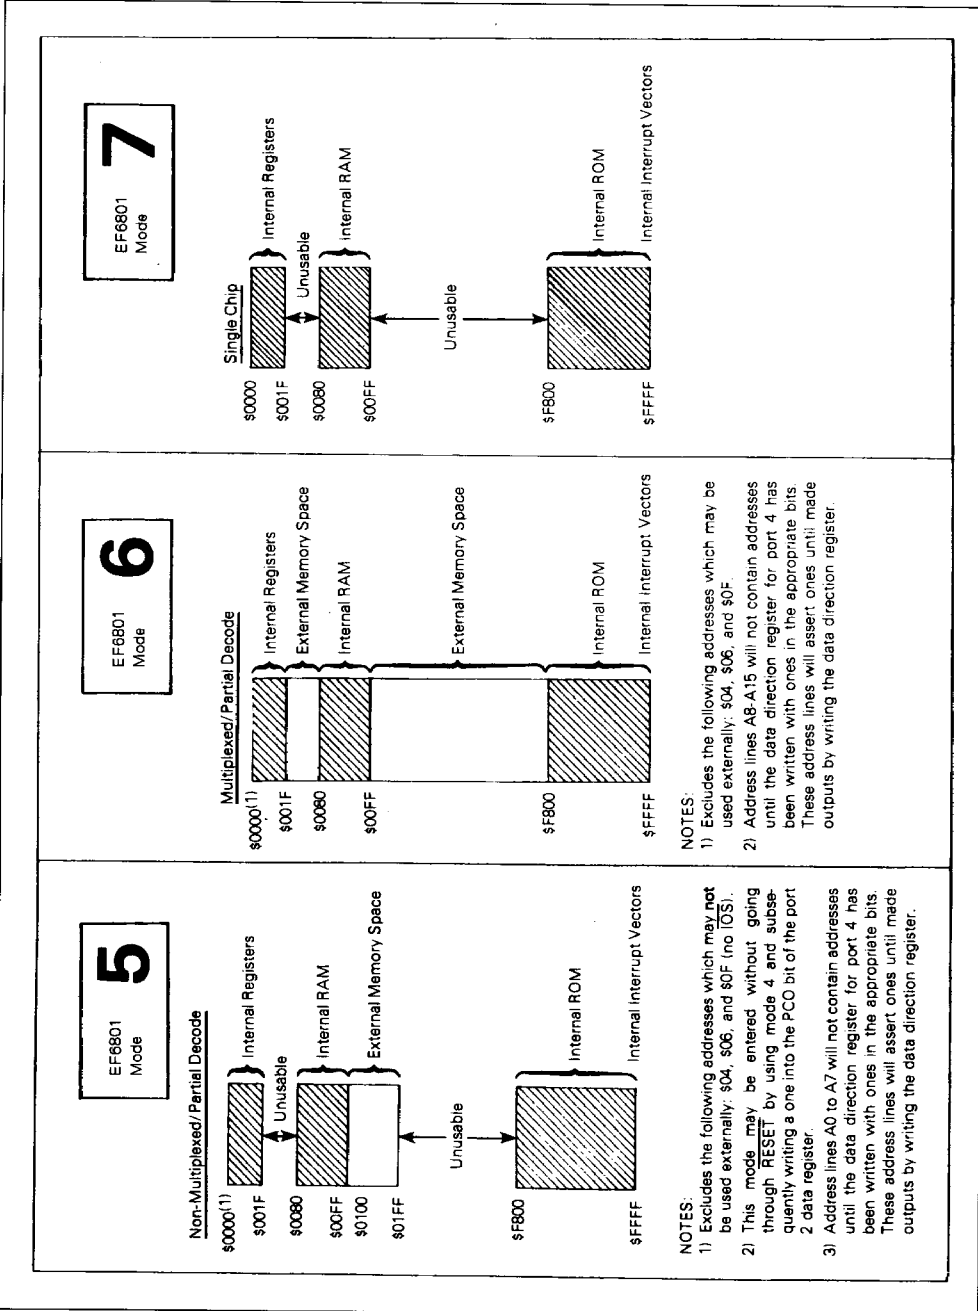 EF6801
Mode
5
Non-Multiplexed/Partial Decode
$0000(1)
$001F
$0080
$00FF
$0100
$01FF
$F800
$FFFF
Internal Registers
Unusable
Internal RAM
External Memory Space
Unusable
Internal ROM
Internal Interrupt Vectors
NOTES:
1) Excludes the following addresses which may not
be used externally: $04, $06, and $0F (no IOS).
2) This mode may be entered without going
through RESET by using mode 4 and subse-
quently writing a one into the PCO bit of the port
2 data register.
3) Address lines A0 to A7 will not contain addresses
until the data direction register for port 4 has
been written with ones in the appropriate bits.
These address lines will assert ones until made
outputs by writing the data direction register.
EF6801
Mode
6
Multiplexed/Partial Decode
$0000(1)
$001F
$0080
$00FF
$F800
$FFFF
Internal Registers
External Memory Space
Internal RAM
External Memory Space
Internal ROM
Internal Interrupt Vectors
NOTES:
1) Excludes the following addresses which may be
used externally: $04, $06, and $0F.
2) Address lines A8-A15 will not contain addresses
until the data direction register for port 4 has
been written with ones in the appropriate bits.
These address lines will assert ones until made
outputs by writing the data direction register.
EF6801
Mode
7
Single Chip
$0000
$001F
$0080
$00FF
$F800
$FFFF
Internal Registers
Unusable
Internal RAM
Unusable
Internal ROM
Internal Interrupt Vectors